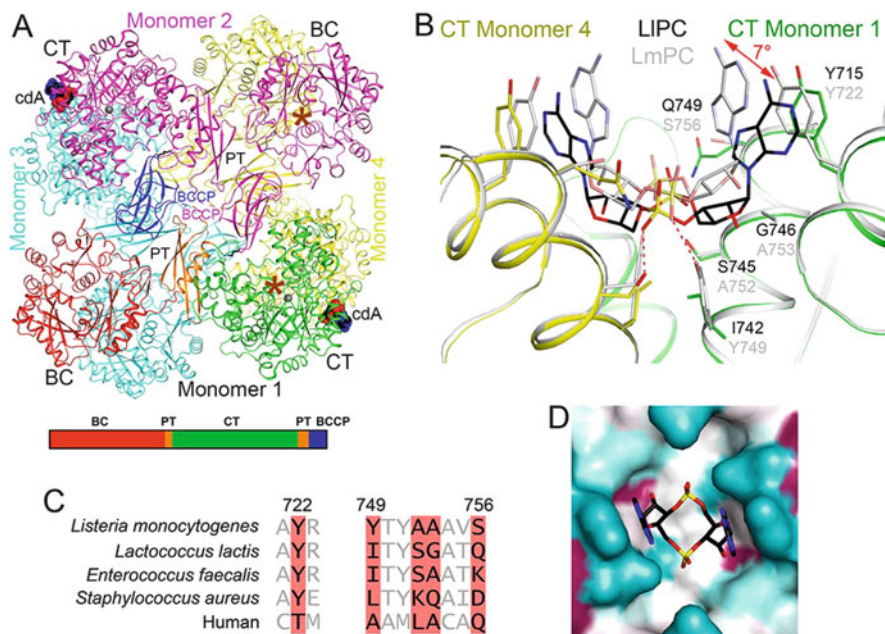 A
Monomer 2
CT
BC
cdA
*
PT
Monomer 3
BCCP
BCCP
Monomer 4
PT
*
cdA
BC
CT
Monomer 1
BC PT CT PT BCCP
B
CT Monomer 4 LlPC CT Monomer 1
LmPC
7°
Y715
Y722
Q749
S756
G746
A753
S745
A752
I742
Y749
C
722 749 756
Listeria monocytogenes AYR YTYAAVS
Lactococcus lactis AYR ITYSGATQ
Enterococcus faecalis AYR ITYSAATK
Staphylococcus aureus AYE LTYKQAID
Human CTM AAMLACAQ
D